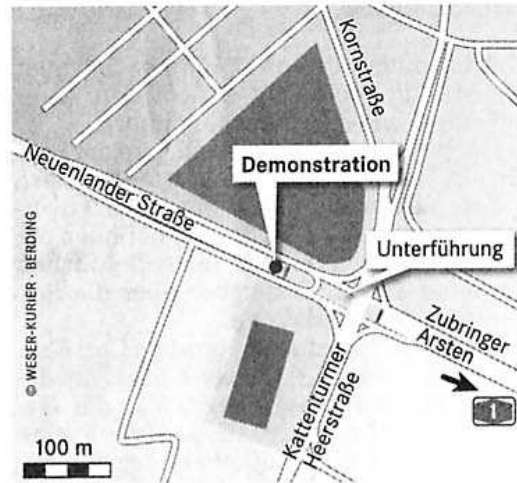 Kornstraße
Neuenlander Straße
Demonstration
Unterführung
Zubringer
Arsten
1
Kattenturmer
Heerstraße
100 m
© WESER-KURIER · BERDING